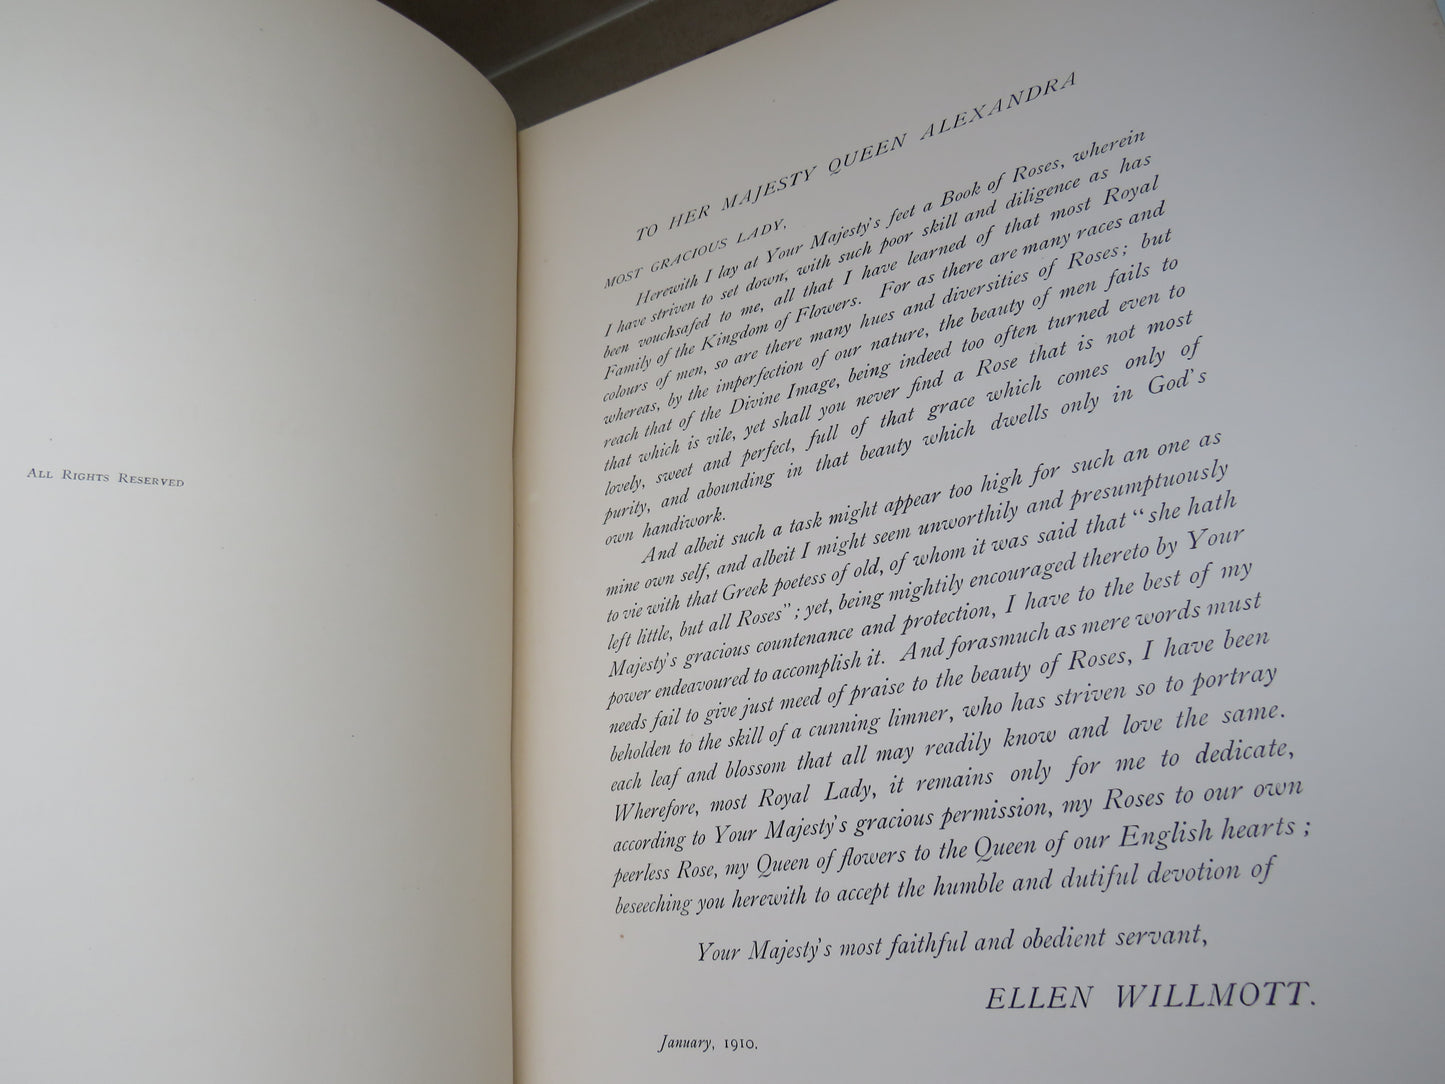 ALL RIGHTS RESERVED
TO HER MAJESTY QUEEN ALEXANDRA
MOST GRACIOUS LADY,
Herewith I lay at Your Majesty's feet a Book of Roses, wherein
I have striven to set down, with such poor skill and diligence as has
been vouchsafed to me, all that I have learned of that most Royal
Family of the Kingdom of Flowers. For as there are many races and
colours of men, so are there many hues and diversities of Roses; but
whereas, by the imperfection of our nature, the beauty of men fails to
reach that of the Divine Image, being indeed too often turned even to
that which is vile, yet shall you never find a Rose that is not most
lovely, sweet and perfect, full of that grace which comes only of
purity, and abounding in that beauty which dwells only in God's
own handiwork.
And albeit such a task might appear too high for such an one as
mine own self, and albeit I might seem unworthily and presumptuously
to vie with that Greek poetess of old, of whom it was said that "she hath
left little, but all Roses"; yet, being mightily encouraged thereto by Your
Majesty's gracious countenance and protection, I have to the best of my
power endeavoured to accomplish it. And forasmuch as mere words must
needs fail to give just meed of praise to the beauty of Roses, I have been
beholden to the skill of a cunning limner, who has striven so to portray
each leaf and blossom that all may readily know and love the same.
Wherefore, most Royal Lady, it remains only for me to dedicate,
according to Your Majesty's gracious permission, my Roses to our own
peerless Rose, my Queen of flowers to the Queen of our English hearts;
beseeching you herewith to accept the humble and dutiful devotion of
Your Majesty's most faithful and obedient servant,
ELLEN WILLMOTT.
January, 1910.